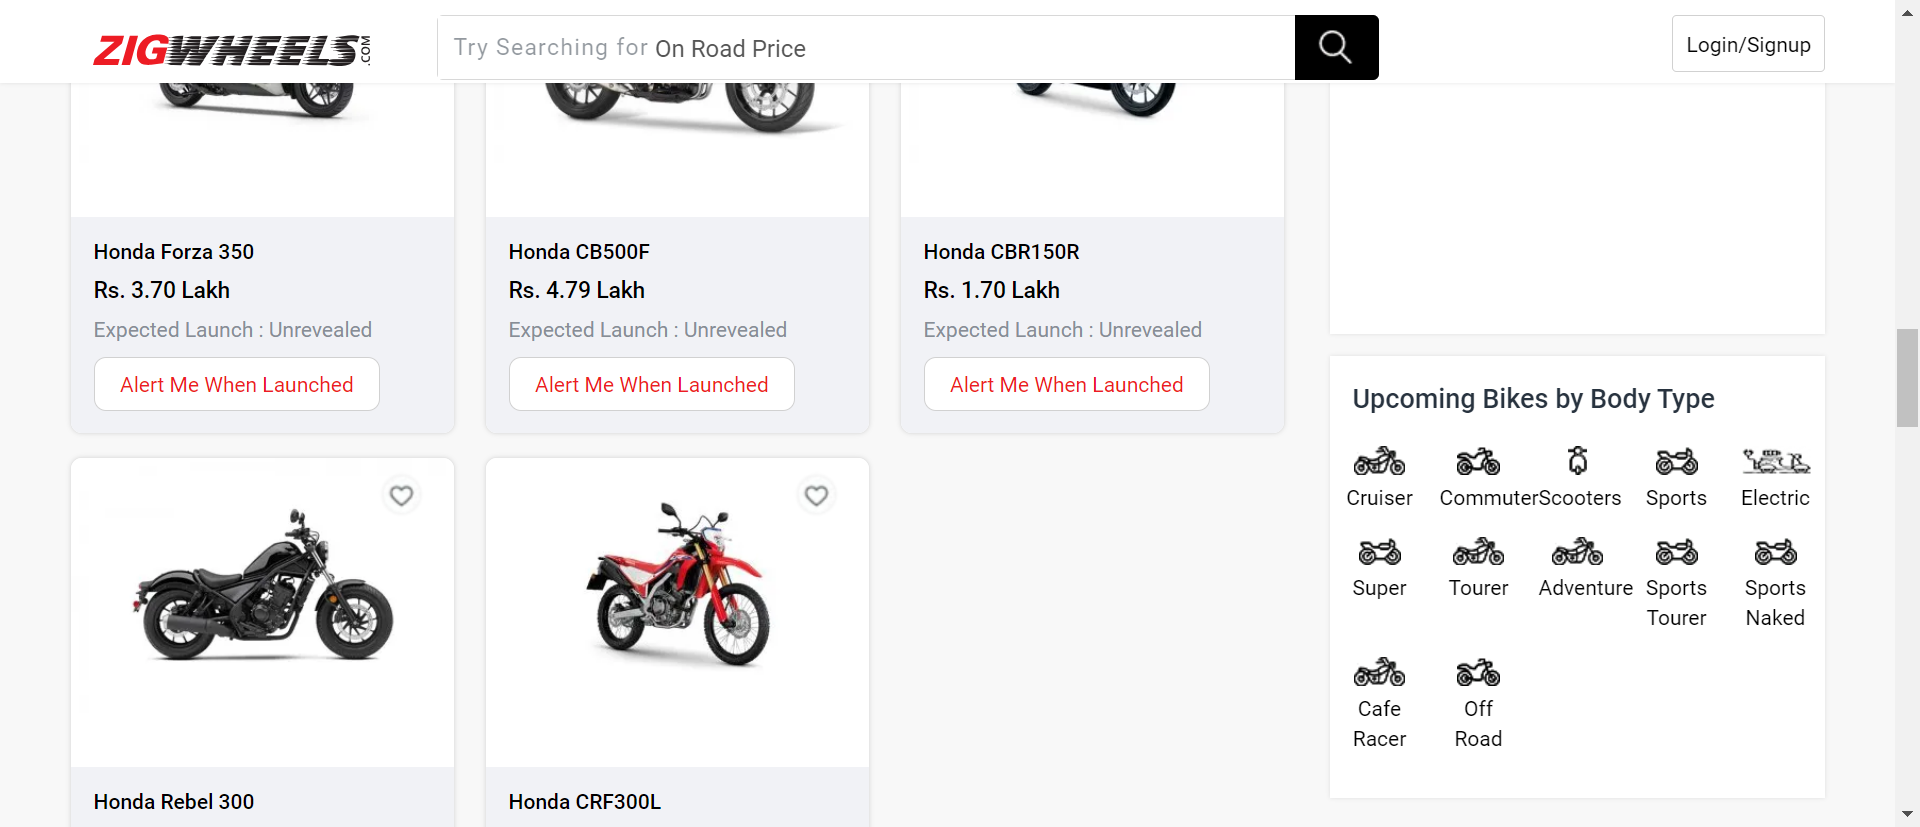 ZIGWHEELS.COM
Try Searching for On Road Price
Login/Signup
Honda Forza 350
Rs. 3.70 Lakh
Expected Launch : Unrevealed
Alert Me When Launched
Honda CB500F
Rs. 4.79 Lakh
Expected Launch : Unrevealed
Alert Me When Launched
Honda CBR150R
Rs. 1.70 Lakh
Expected Launch : Unrevealed
Alert Me When Launched
Honda Rebel 300
Honda CRF300L
Upcoming Bikes by Body Type
Cruiser
Commuter
Scooters
Sports
Electric
Super
Tourer
Adventure
Sports
Tourer
Sports
Naked
Cafe
Racer
Off
Road